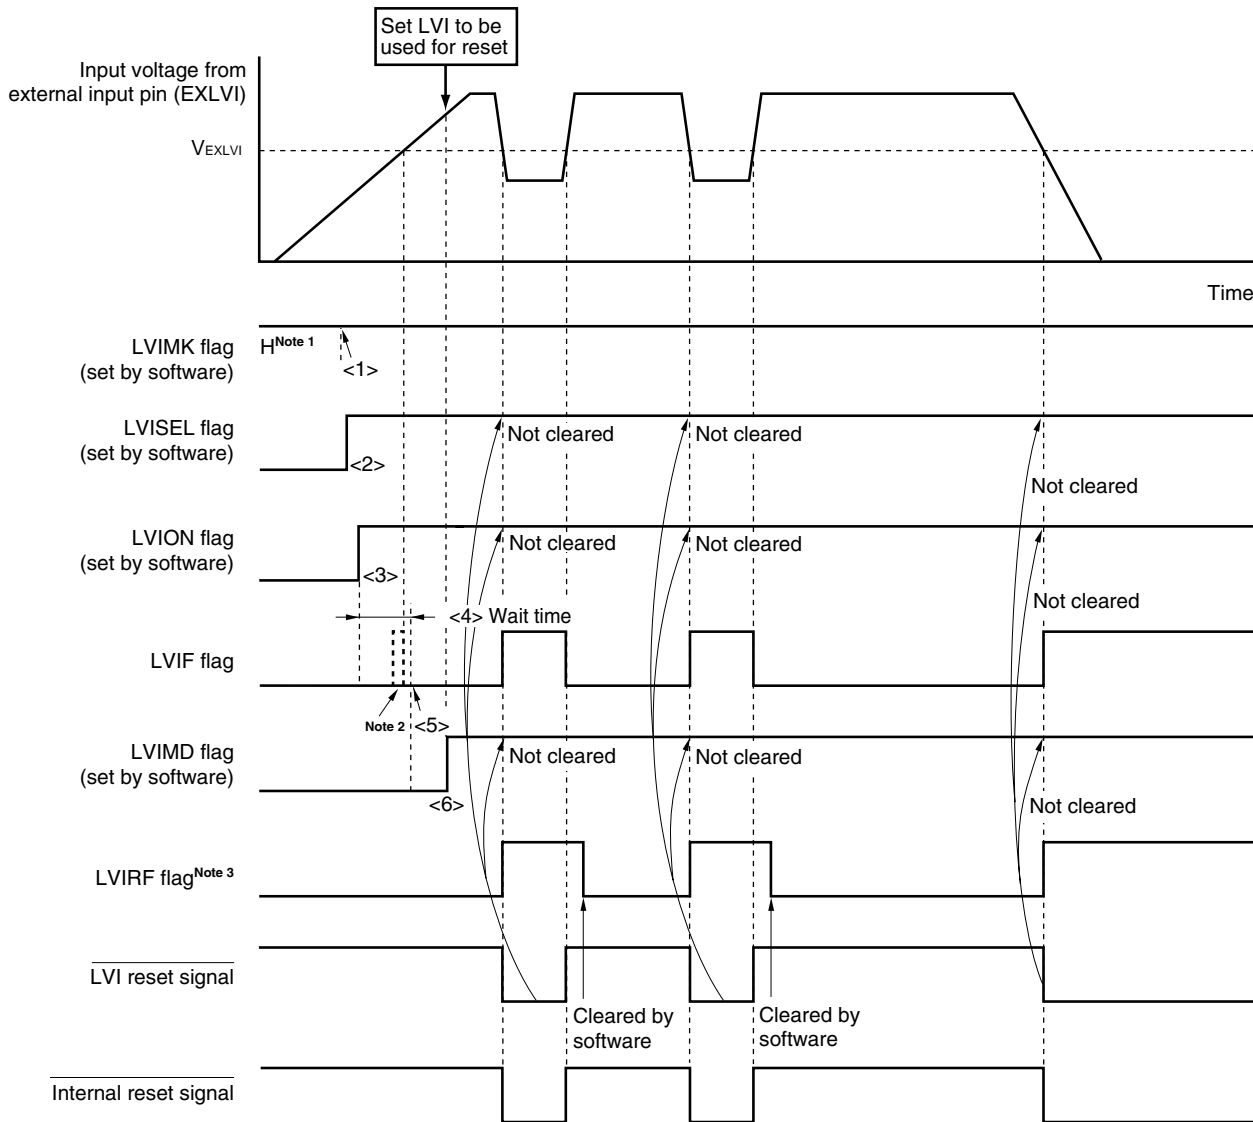 Set LVI to be
used for reset
Input voltage from
external input pin (EXLVI)
VEXLVI
Time
LVIMK flag
(set by software)
HNote 1
<1>
LVISEL flag
(set by software)
<2>
Not cleared
Not cleared
Not cleared
LVION flag
(set by software)
<3>
Not cleared
Not cleared
Not cleared
<4> Wait time
LVIF flag
Note 2
<5>
LVIMD flag
(set by software)
<6>
Not cleared
Not cleared
Not cleared
LVIRF flagNote 3
LVI reset signal
Cleared by
software
Cleared by
software
Internal reset signal